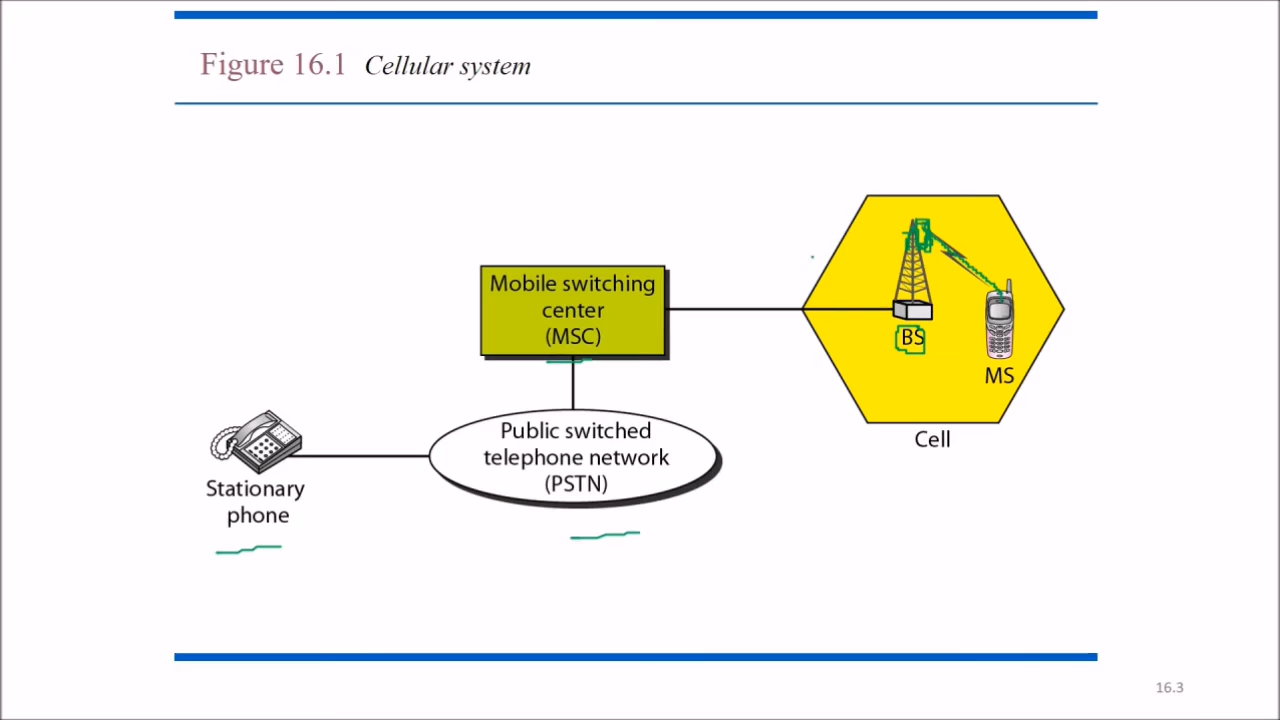 Figure 16.1 Cellular system
Mobile switching
center
(MSC)
BS
MS
Cell
Public switched
telephone network
(PSTN)
Stationary
phone
16.3